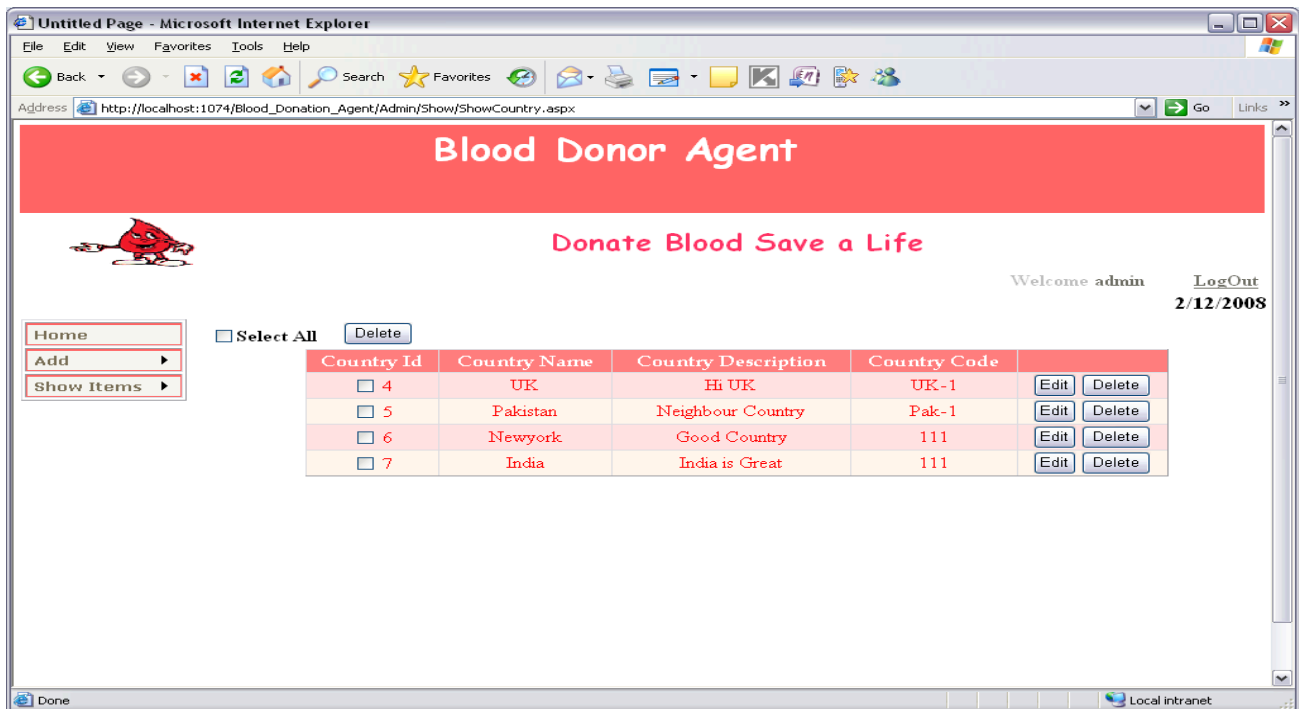 Untitled Page - Microsoft Internet Explorer
File Edit View Favorites Tools Help
Back Search Favorites
Address http://localhost:1074/Blood_Donation_Agent/Admin/Show/ShowCountry.aspx Go Links »
Blood Donor Agent
Donate Blood Save a Life
Welcome admin LogOut
2/12/2008
Home
Add
Show Items
Select All Delete
Country Id Country Name Country Description Country Code
4 UK Hi UK UK-1 Edit Delete
5 Pakistan Neighbour Country Pak-1 Edit Delete
6 Newyork Good Country 111 Edit Delete
7 India India is Great 111 Edit Delete
Done Local intranet